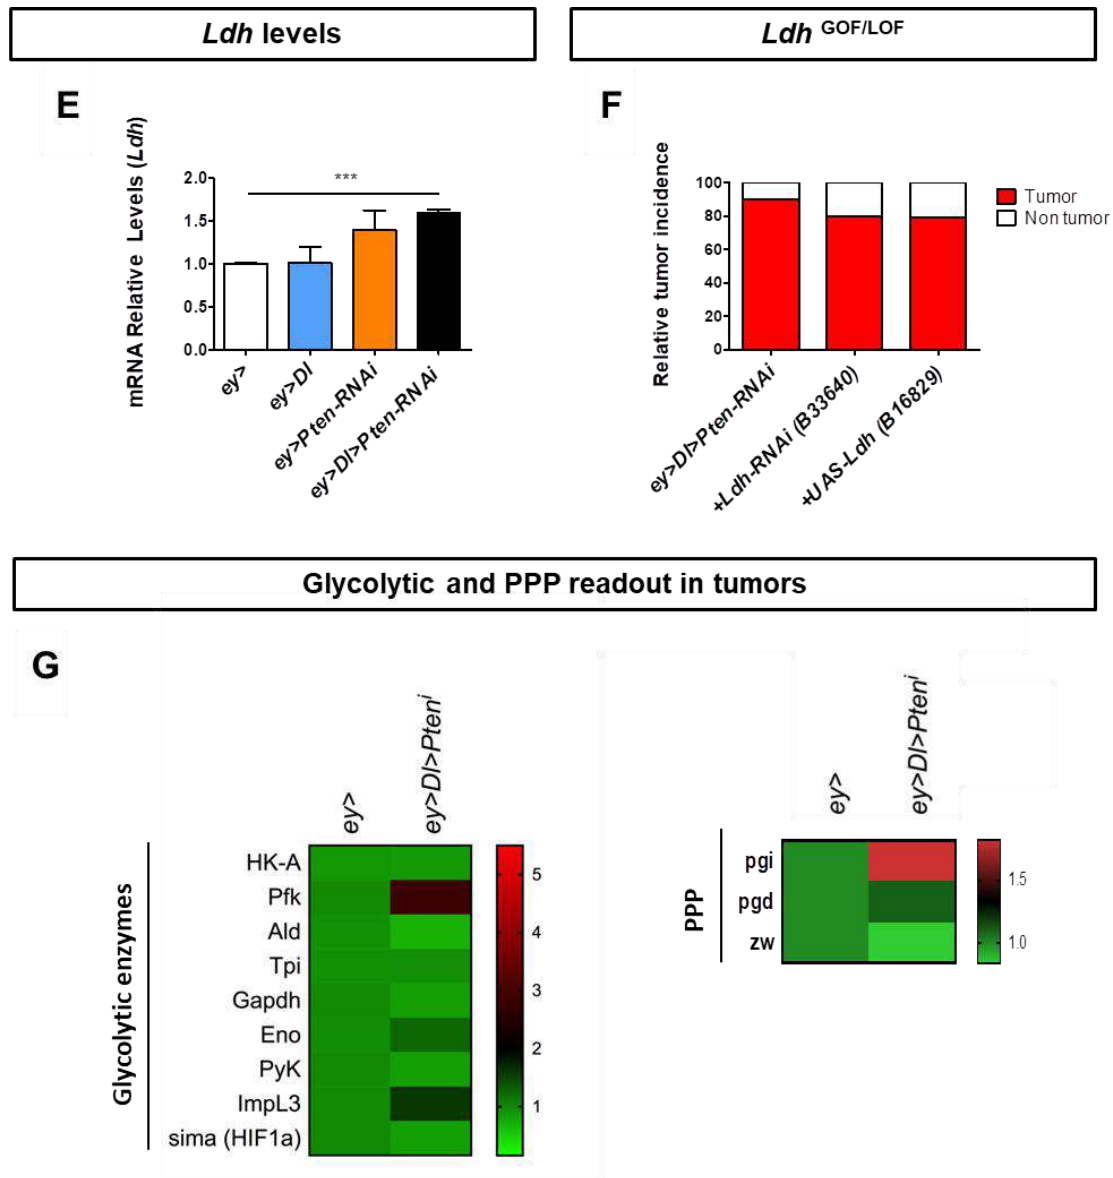 Ldh levels
Ldh GOF/LOF
E
F
mRNA Relative Levels (Ldh)
2.0
1.5
1.0
0.5
0.0
***
ey>
ey>Dl
ey>Pten-RNAi
ey>Dl>Pten-RNAi
Relative tumor incidence
100
80
60
40
20
0
Tumor
Non tumor
ey>Dl>Pten-RNAi
+Ldh-RNAi (B33640)
+UAS-Ldh (B16829)
Glycolytic and PPP readout in tumors
G
ey>
ey>Dl>Pteni
Glycolytic enzymes
HK-A
Pfk
Ald
Tpi
Gapdh
Eno
PyK
ImpL3
sima (HIF1a)
5
4
3
2
1
ey>
ey>Dl>Pteni
PPP
pgi
pgd
zw
1.5
1.0